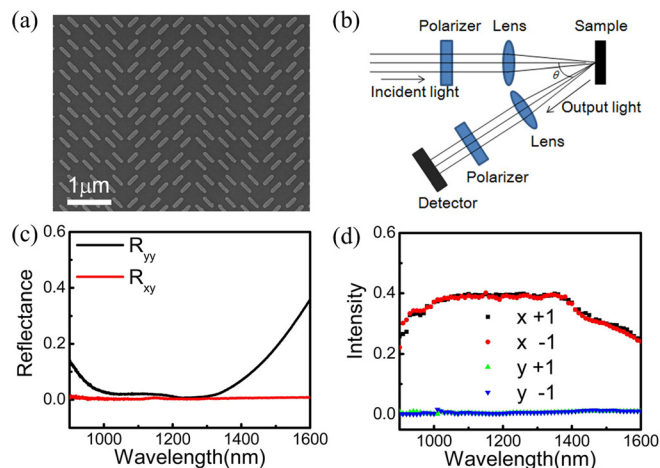 (a)
1μm
(b)
Polarizer Lens Sample
θ
Incident light
Output light
Lens
Polarizer
Detector
(c)
0.6
0.4
0.2
0.0
Reflectance
Ryy
Rxy
1000 1200 1400 1600
Wavelength(nm)
(d)
0.6
0.4
0.2
0.0
Intensity
x +1
x -1
y +1
y -1
1000 1200 1400 1600
Wavelength(nm)